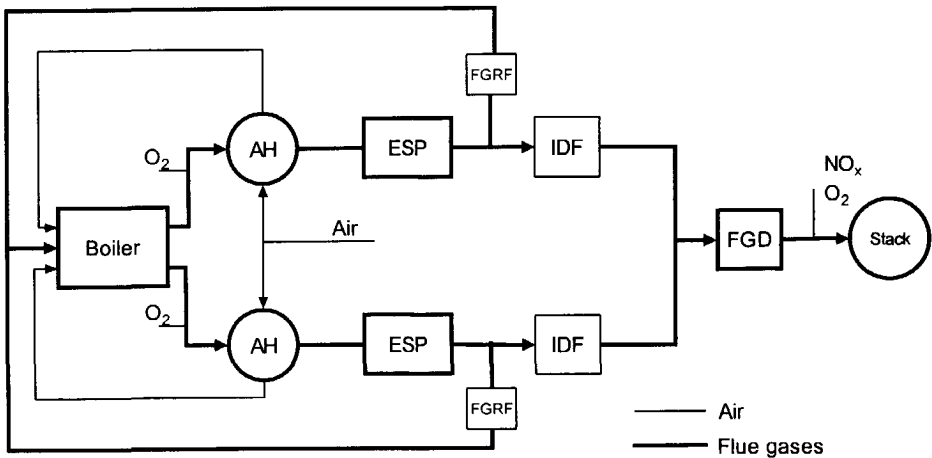 FGRF
O₂
AH
ESP
IDF
NOₓ
O₂
Boiler
Air
FGD
Stack
O₂
AH
ESP
IDF
FGRF
Air
Flue gases